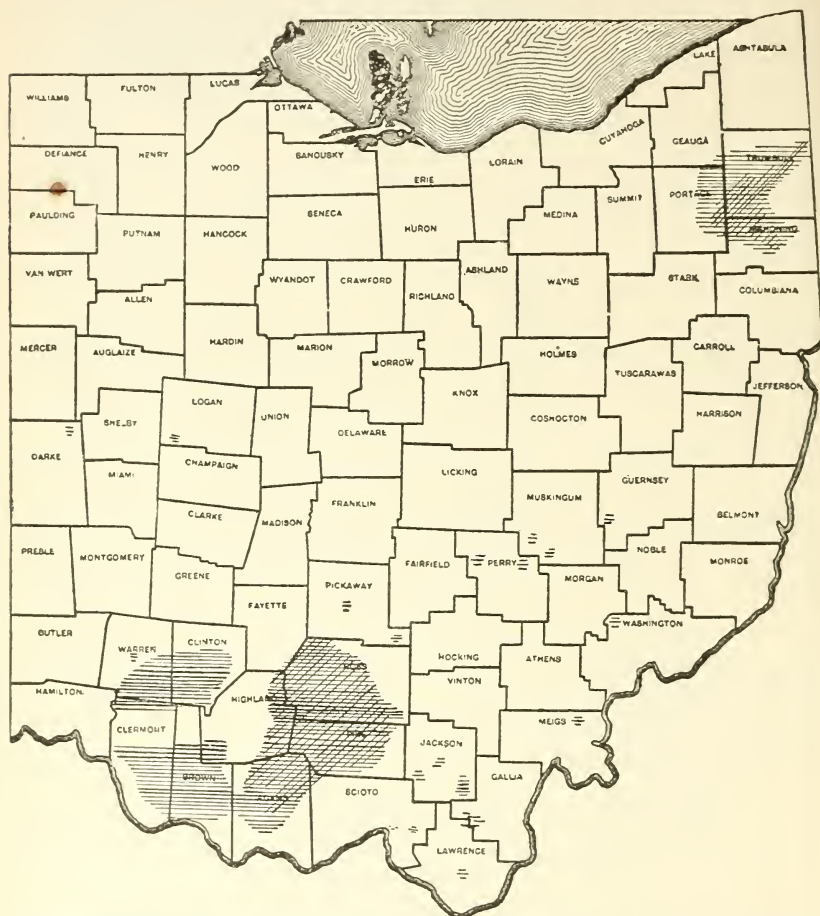 LAKE
ASHTABULA
WILLIAMS
FULTON
LUCAS
OTTAWA
CUYAHOGA
GEAUGA
TRUMBULL
DEFIANCE
HENRY
WOOD
SANDUSKY
ERIE
LORAIN
MEDINA
SUMMIT
PORTAGE
PAULDING
PUTNAM
HANCOCK
SENECA
HURON
MAHONING
VAN WERT
ALLEN
WYANDOT
CRAWFORD
RICHLAND
ASHLAND
WAYNE
STARK
COLUMBIANA
MERCER
AUGLAIZE
HARDIN
MARION
MORROW
HOLMES
TUSCARAWAS
CARROLL
JEFFERSON
LOGAN
UNION
KNOX
COSHOCTON
HARRISON
SHELBY
DELAWARE
DARKE
CHAMPAIGN
LICKING
MUSKINGUM
GUERNSEY
MIAMI
CLARKE
MADISON
FRANKLIN
BELMONT
PREBLE
MONTGOMERY
GREENE
FAYETTE
PICKAWAY
FAIRFIELD
PERRY
MORGAN
NOBLE
MONROE
BUTLER
WARREN
CLINTON
ROSS
HOCKING
ATHENS
WASHINGTON
HAMILTON
HIGHLAND
VINTON
CLERMONT
PIKE
JACKSON
MEIGS
BROWN
ADAMS
SCIOTO
GALLIA
LAWRENCE